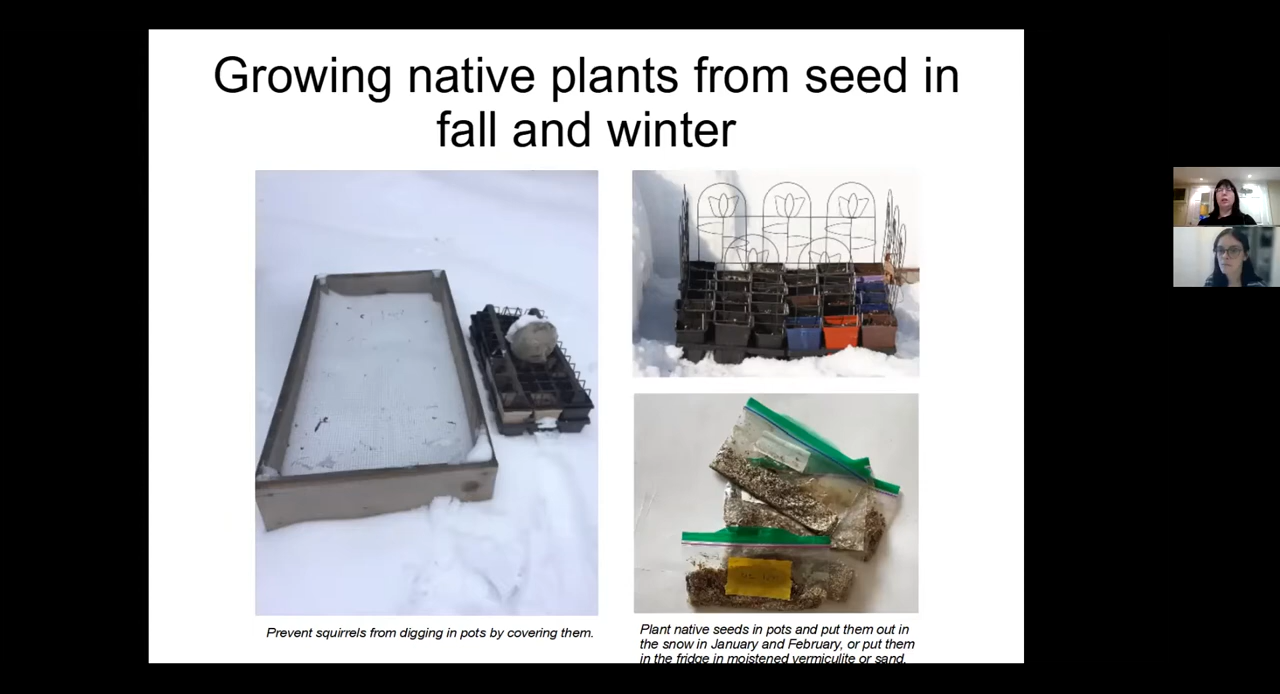 Growing native plants from seed in
fall and winter
Prevent squirrels from digging in pots by covering them.
Plant native seeds in pots and put them out in
the snow in January and February, or put them
in the fridge in moistened vermiculite or sand.